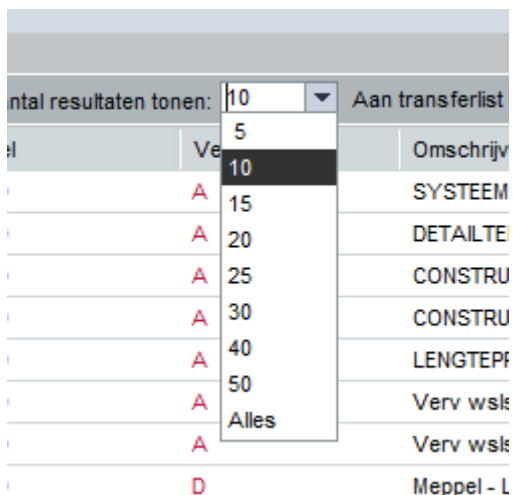 ntal resultaten tonen: 10 Aan transferlist
el Ve Omschrijv
5
10
A SYSTEEM
15
A DETAILTE
20
A 25 CONSTRU
A 30 CONSTRU
A 40 LENGTEP
50
A Verv wsls
Alles
A Verv wsls
D Meppel - L